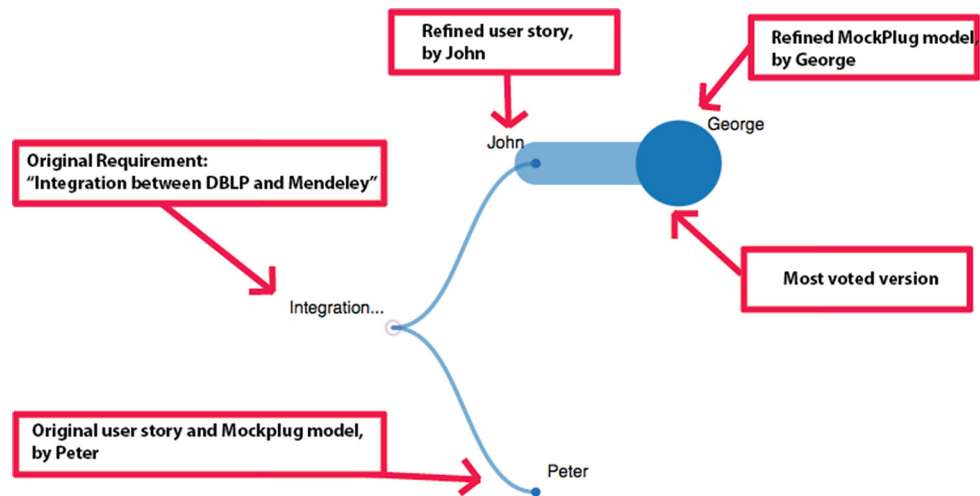 Refined user story,
by John
Refined MockPlug model,
by George
George
John
Original Requirement:
“Integration between DBLP and Mendeley”
Most voted version
Integration...
Original user story and Mockplug model,
by Peter
Peter